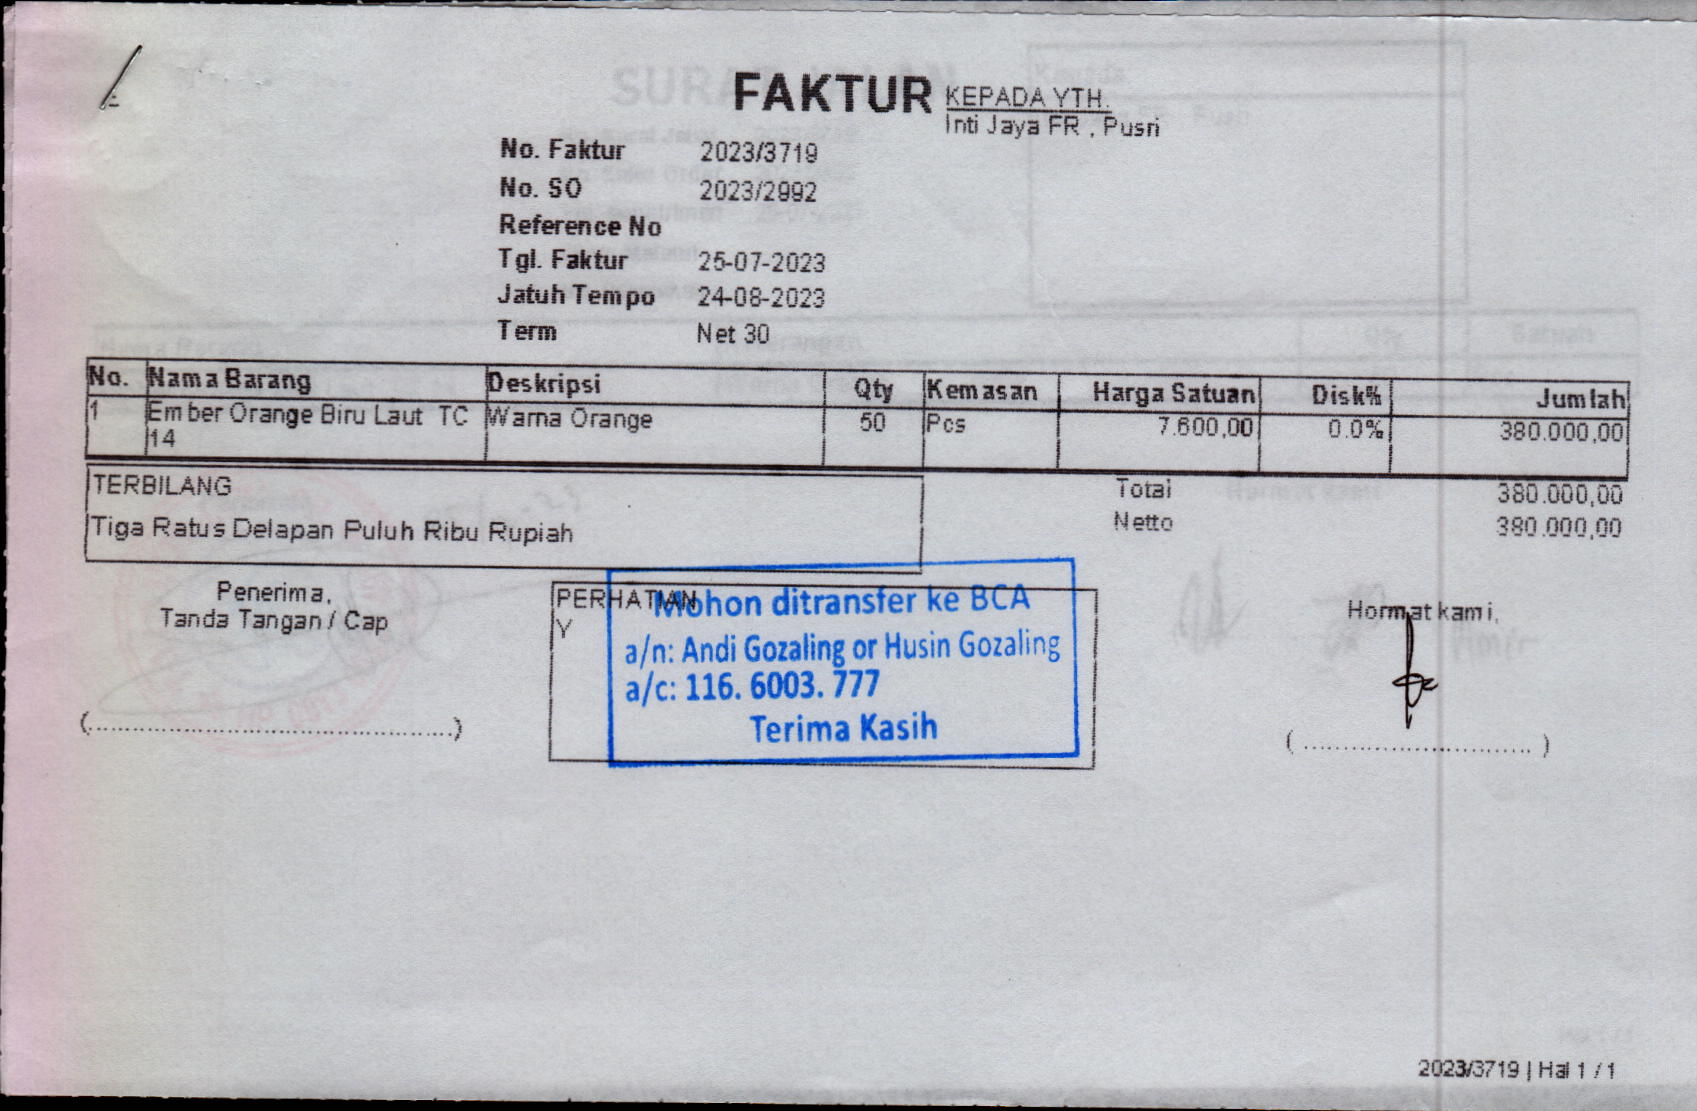 FAKTUR
KEPADA YTH.
Inti Jaya FR , Pusri
No. Faktur 2023/3719
No. SO 2023/2992
Reference No
Tgl. Faktur 25-07-2023
Jatuh Tempo 24-08-2023
Term Net 30
No. Nama Barang Deskripsi Qty Kemasan Harga Satuan Disk% Jumlah
1 Ember Orange Biru Laut TC Warna Orange 50 Pcs 7.600,00 0.0% 380.000,00
14
TERBILANG
Tiga Ratus Delapan Puluh Ribu Rupiah
Total 380.000,00
Netto 380.000,00
Penerima,
Tanda Tangan / Cap
(..............................................)
PERHATIAN
Y
Mohon ditransfer ke BCA
a/n: Andi Gozaling or Husin Gozaling
a/c: 116. 6003. 777
Terima Kasih
Hormat kami,
( ............................. )
2023/3719 | Hal 1 / 1